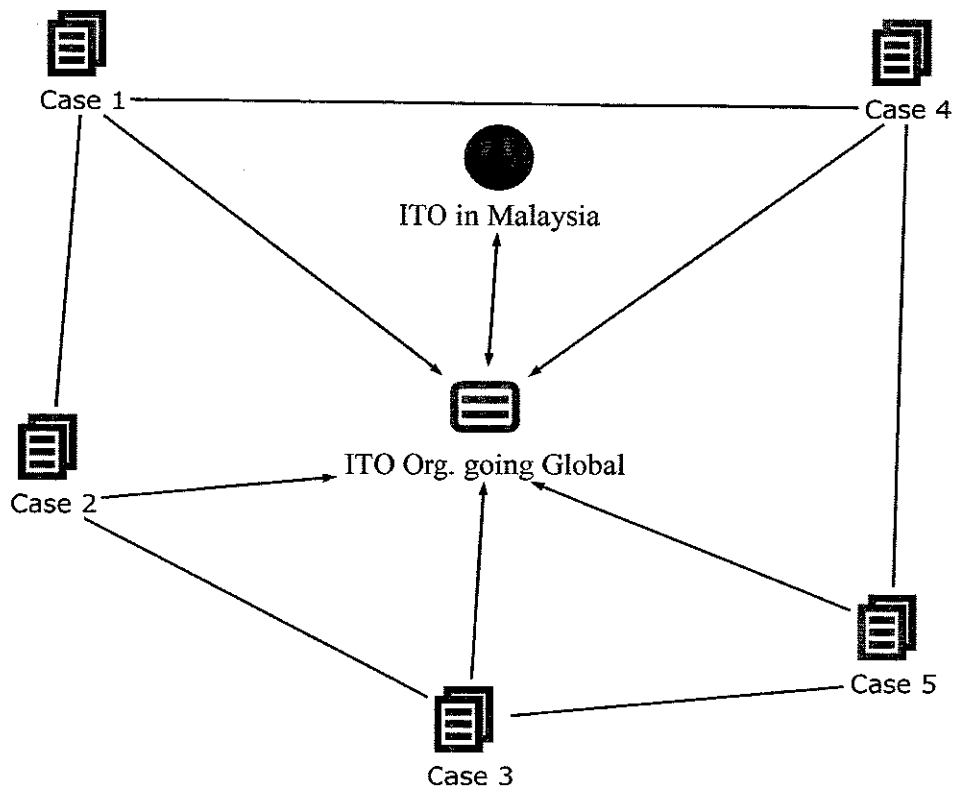 Case 1
Case 4
ITO in Malaysia
ITO Org. going Global
Case 2
Case 5
Case 3